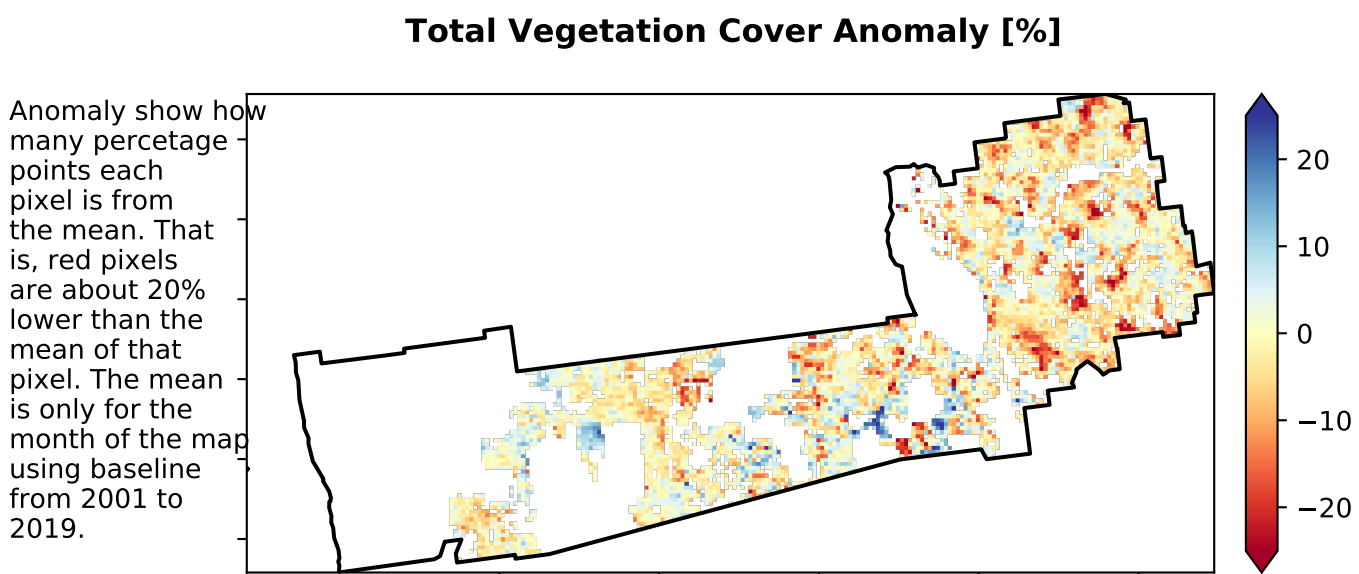 Total Vegetation Cover Anomaly [%]
Anomaly show how
many percetage
points each
pixel is from
the mean. That
is, red pixels
are about 20%
lower than the
mean of that
pixel. The mean
is only for the
month of the map
using baseline
from 2001 to
2019.
20
10
0
−10
−20